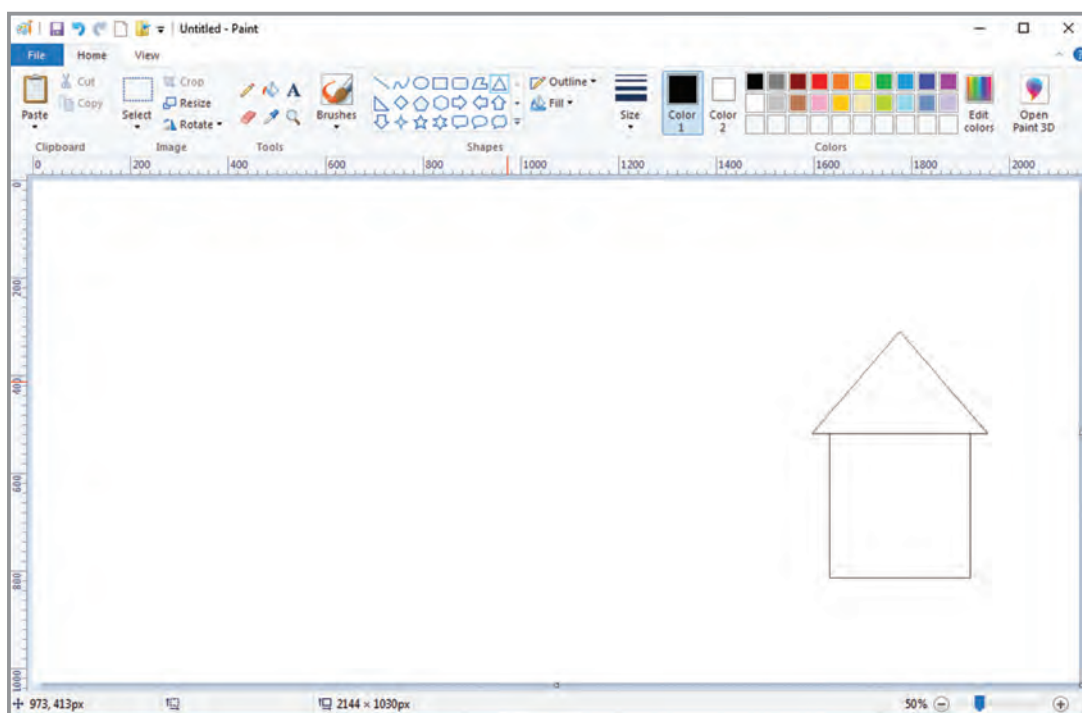 Untitled - Paint
File Home View
Cut Crop Outline
Copy Resize Fill
Paste Select Rotate A Brushes Size Color 1 Color 2 Edit colors Open Paint 3D
Clipboard Image Tools Shapes Colors
0 200 400 600 800 1000 1200 1400 1600 1800 2000
0
200
400
600
800
1000
973, 413px 2144 × 1030px 50%